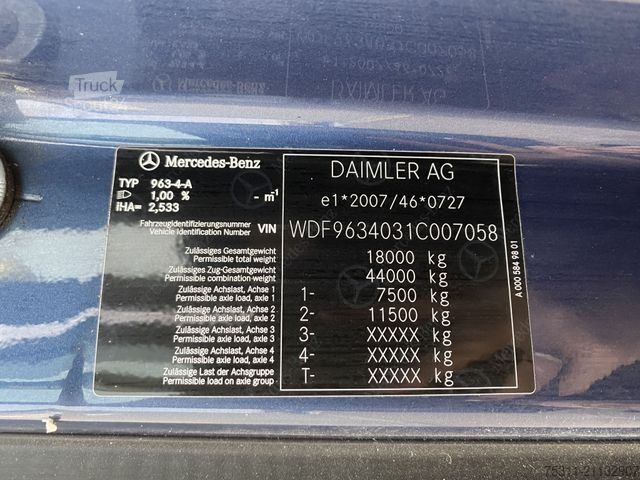 Truck
Scout24
Mercedes-Benz
DAIMLER AG
TYP 963-4-A
1,00 % - m⁻¹
iHA= 2,533
e1*2007/46*0727
Fahrzeugidentifizierungsnummer
Vehicle Identification Number VIN WDF9634031C007058
Zulässiges Gesamtgewicht
Permissible total weight 18000 kg
Zulässiges Zug-Gesamtgewicht
Permissible combination weight 44000 kg
Zulässige Achslast, Achse 1
Permissible axle load, axle 1 1- 7500 kg
Zulässige Achslast, Achse 2
Permissible axle load, axle 2 2- 11500 kg
Zulässige Achslast, Achse 3
Permissible axle load, axle 3 3- XXXXX kg
Zulässige Achslast, Achse 4
Permissible axle load, axle 4 4- XXXXX kg
Zulässige Last der Achsgruppe
Permissible load on axle group T- XXXXX kg
A 000 584 98 01
75311-21132907